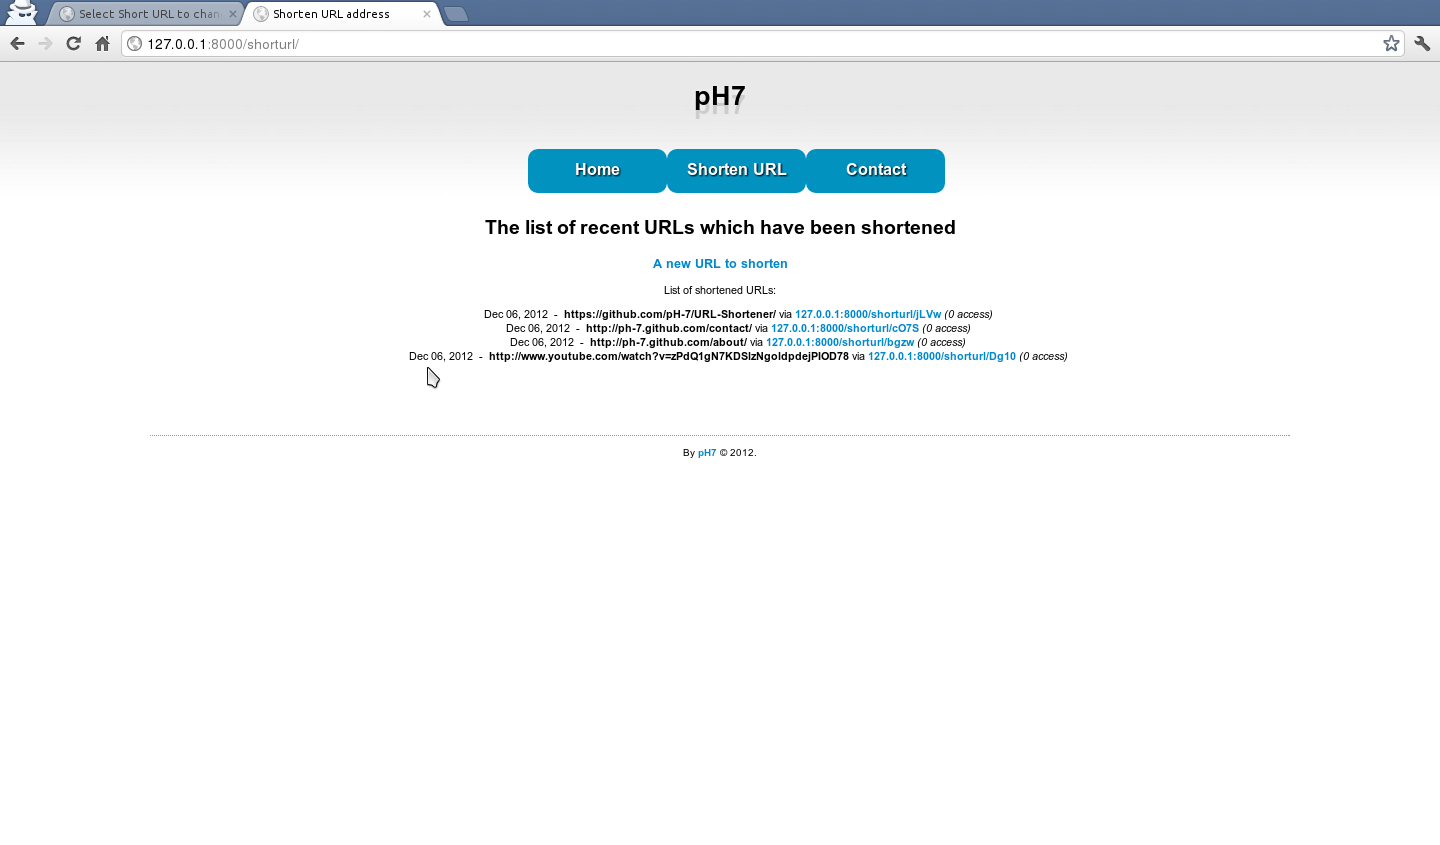 Select Short URL to chan
Shorten URL address
127.0.0.1:8000/shorturl/
pH7
Home Shorten URL Contact
The list of recent URLs which have been shortened
A new URL to shorten
List of shortened URLs:
Dec 06, 2012 - https://github.com/pH-7/URL-Shortener/ via 127.0.0.1:8000/shorturl/jLVw (0 access)
Dec 06, 2012 - http://ph-7.github.com/contact/ via 127.0.0.1:8000/shorturl/cO7S (0 access)
Dec 06, 2012 - http://ph-7.github.com/about/ via 127.0.0.1:8000/shorturl/bgzw (0 access)
Dec 06, 2012 - http://www.youtube.com/watch?v=zPdQ1gN7KDSlzNgoldpdejPlOD78 via 127.0.0.1:8000/shorturl/Dg10 (0 access)
By pH7 © 2012.